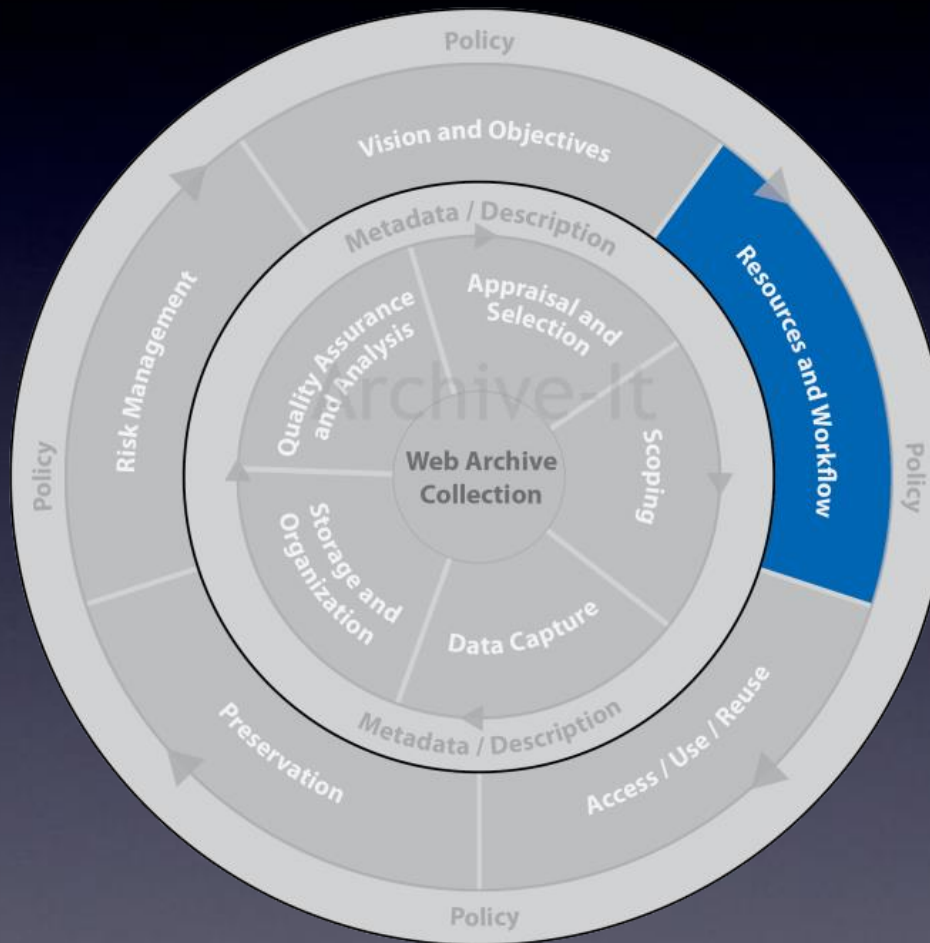 Policy
Vision and Objectives
Metadata / Description
Appraisal and
Selection
Resources and Workflow
Risk Management
Quality Assurance
and Analysis
Archive-It
Scoping
Policy
Policy
Web Archive
Collection
Storage and
Organization
Data Capture
Metadata / Description
Preservation
Access / Use / Reuse
Policy